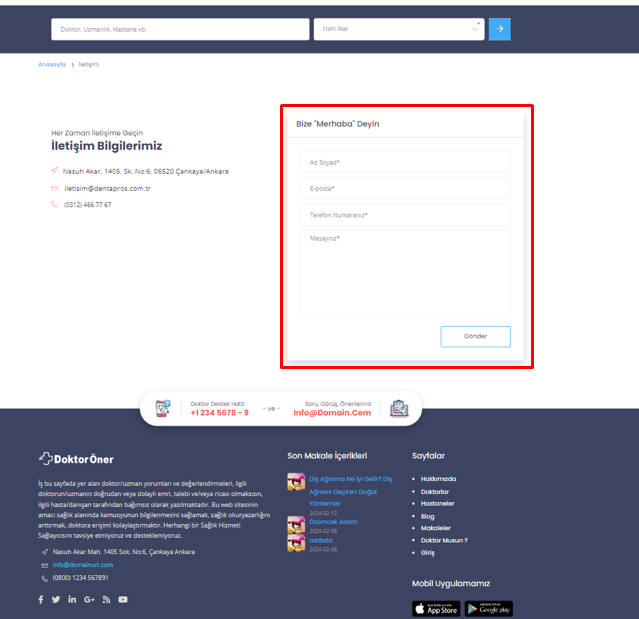 Doktor, Uzmanlık, Hastane vb.
Tüm İller
Anasayfa > İletişim
Her Zaman İletişime Geçin
İletişim Bilgilerimiz
Nasuh Akar, 1405. Sk. No:6, 06520 Çankaya/Ankara
iletisim@dentapros.com.tr
(0312) 466 77 67
Bize "Merhaba" Deyin
Ad Soyad*
E-posta*
Telefon Numaranız*
Mesajınız*
Gönder
Doktor Destek Hattı
+1 234 5678 - 9
- ve -
Soru, Görüş, Önerileriniz
Info@Domain.Com
Doktor Öner
İş bu sayfada yer alan doktor/uzman yorumları ve değerlendirmeleri, ilgili
doktorun/uzmanın doğrudan veya dolaylı emri, talebi ve/veya ricası olmaksızın,
ilgili hasta/danışan tarafından bağımsız olarak yazılmaktadır. Bu web sitesinin
amacı sağlık alanında kamuoyunun bilgilenmesini sağlamak, sağlık okuryazarlığını
arttırmak, doktora erişimi kolaylaştırmaktır. Herhangi bir Sağlık Hizmeti
Sağlayıcısını tavsiye etmiyoruz ve desteklemiyoruz.
Nasuh Akar Mah. 1405 Sok. No:6, Çankaya Ankara
info@domainurl.com
(0800) 1234 567891
Son Makale İçerikleri
Diş Ağrısına Ne İyi Gelir? Diş
Ağrısını Geçiren Doğal
Yöntemler
2024-02-12
Örümcek Adam
2024-02-08
asdsda
2024-02-08
Sayfalar
Hakkımızda
Doktorlar
Hastaneler
Blog
Makaleler
Doktor Musun ?
Giriş
Mobil Uygulamamız
App Store
Google play